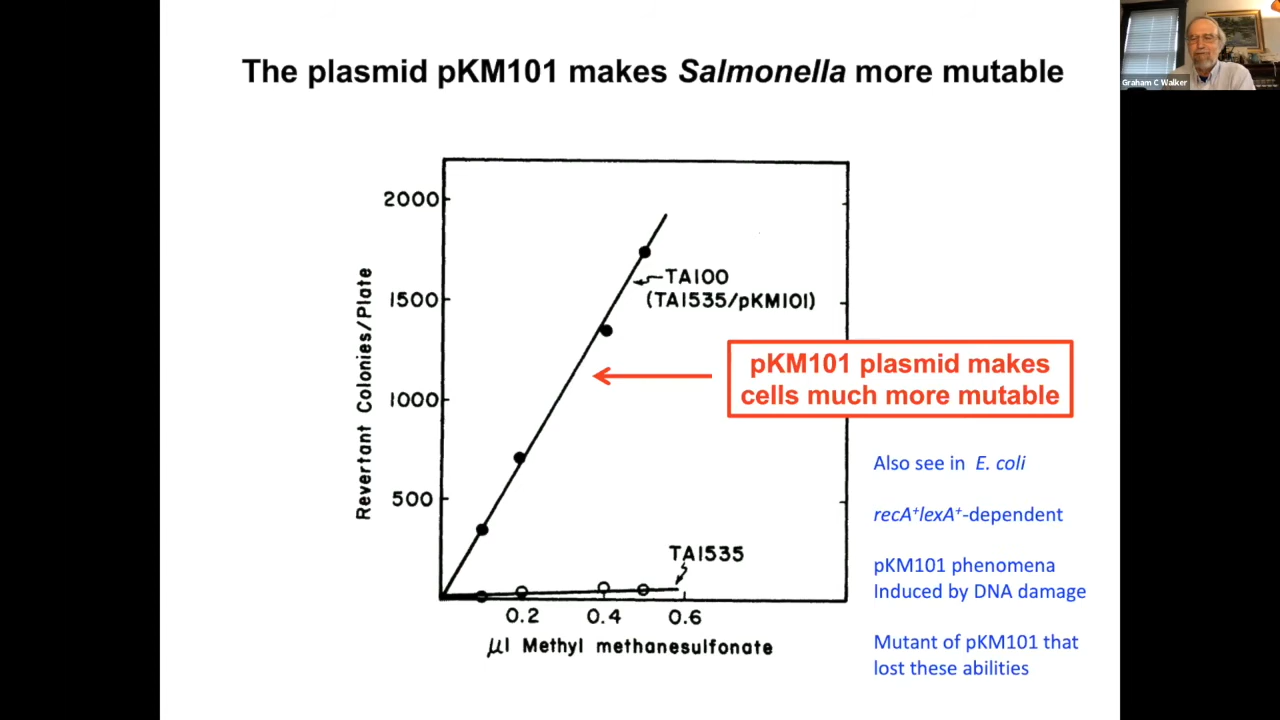 The plasmid pKM101 makes Salmonella more mutable
Graham C Walker
2000
1500
1000
500
Revertant Colonies/Plate
TA100
(TA1535/pKM101)
pKM101 plasmid makes
cells much more mutable
TA1535
0.2 0.4 0.6
μl Methyl methanesulfonate
Also see in E. coli
recA⁺lexA⁺-dependent
pKM101 phenomena
Induced by DNA damage
Mutant of pKM101 that
lost these abilities